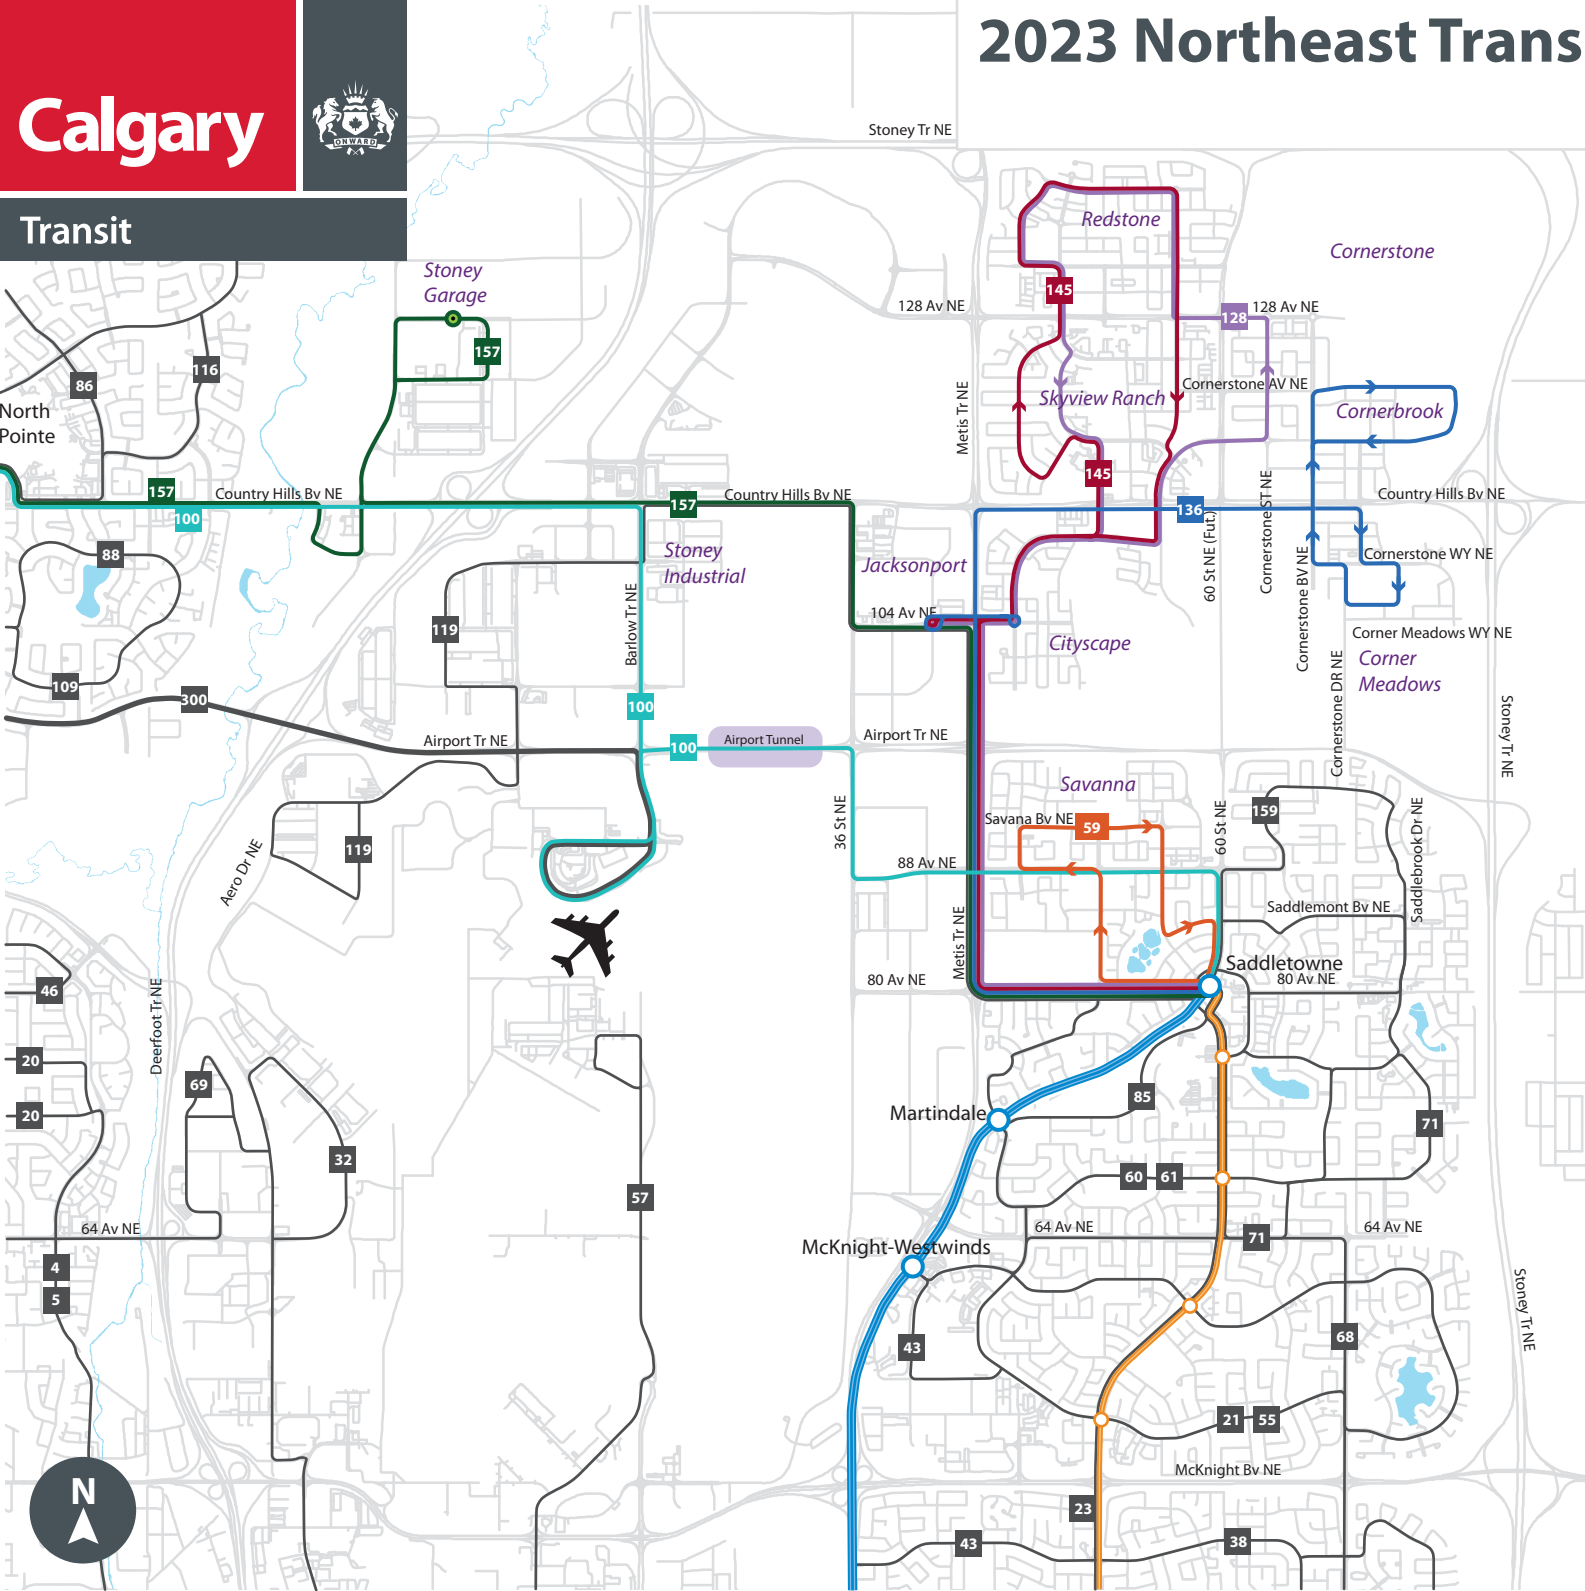 2023 Northeast Trans
Calgary
ONWARD
Transit
Stoney Tr NE
Redstone
Cornerstone
Stoney
Garage
145
128 Av NE
128
128 Av NE
157
116
86
North
Pointe
Metis Tr NE
Cornerstone AV NE
Skyview Ranch
Cornerbrook
145
157
Country Hills Bv NE
100
157
Country Hills Bv NE
136
Country Hills Bv NE
60 St NE (Fut.)
Cornerstone ST NE
Cornerstone BV NE
Cornerstone WY NE
88
Stoney
Industrial
Jacksonport
Barlow Tr NE
119
104 Av NE
Cityscape
Corner Meadows WY NE
Corner
Meadows
Cornerstone DR NE
Stoney Tr NE
109
300
100
Airport Tr NE
100
Airport Tunnel
Airport Tr NE
Savanna
36 St NE
Savana Bv NE
59
60 St NE
159
Saddlebrook Dr NE
119
Aero Dr NE
88 Av NE
Saddlemont Bv NE
Metis Tr NE
Saddletowne
80 Av NE
80 Av NE
46
Deerfoot Tr NE
20
69
85
Martindale
20
71
32
60
61
57
64 Av NE
64 Av NE
71
64 Av NE
McKnight-Westwinds
4
5
Stoney Tr NE
43
68
21
55
McKnight Bv NE
N
23
43
38